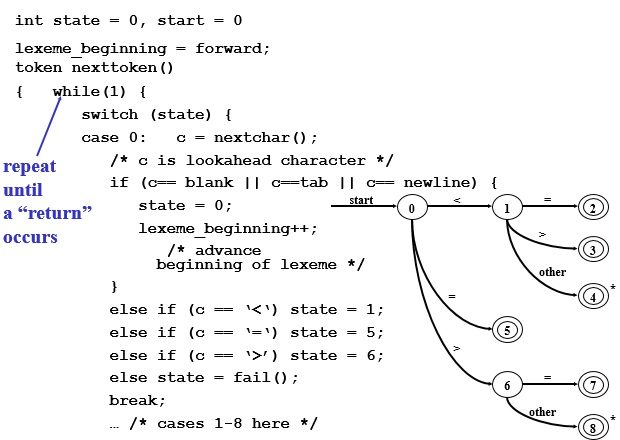 int state = 0, start = 0
lexeme_beginning = forward;
token nexttoken()
{ while(1) {
switch (state) {
case 0: c = nextchar();
/* c is lookahead character */
if (c== blank || c==tab || c== newline) {
state = 0;
lexeme_beginning++;
/* advance
beginning of lexeme */
}
else if (c == '<') state = 1;
else if (c == '=') state = 5;
else if (c == '>') state = 6;
else state = fail();
break;
… /* cases 1-8 here */
repeat
until
a “return”
occurs
start
0
<
1
=
2
>
3
other
4
*
=
5
>
6
=
7
other
8
*